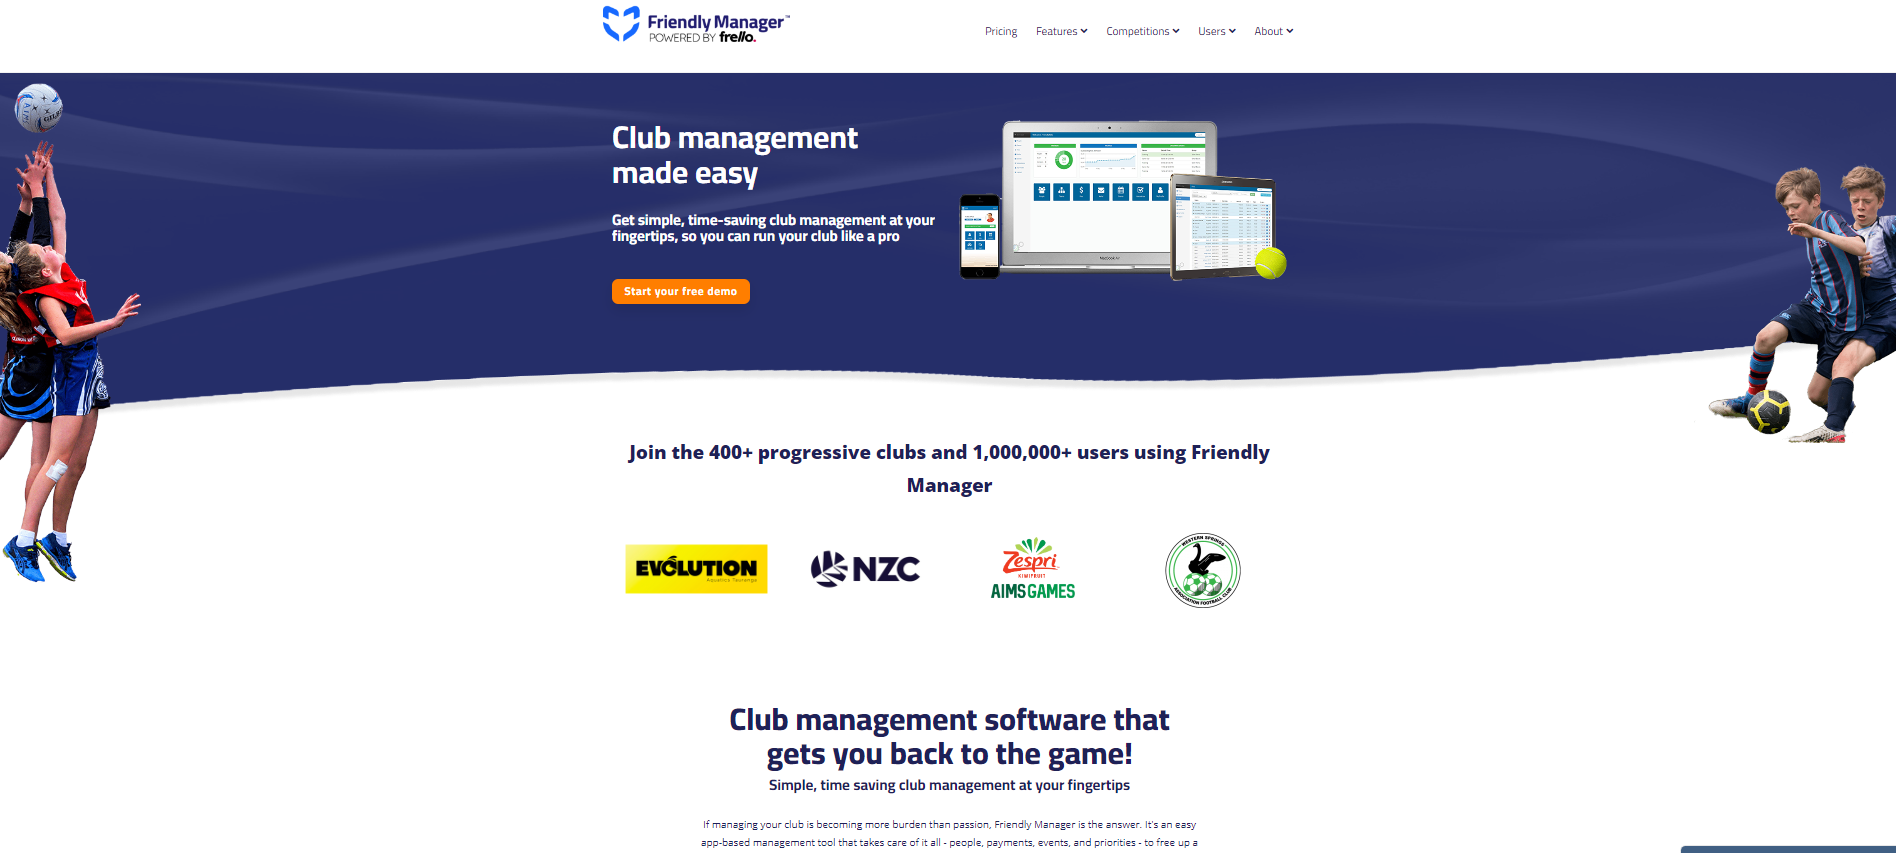 Friendly Manager™
POWERED BY frello.
Pricing
Features
Competitions
Users
About
Club management
made easy
Get simple, time-saving club management at your
fingertips, so you can run your club like a pro
Start your free demo
MacBook Air
Join the 400+ progressive clubs and 1,000,000+ users using Friendly
Manager
EVOLUTION
Aquatics Tauranga
NZC
Zespri
KIWIFRUIT
AIMS GAMES
WESTERN SPRINGS
ASSOCIATION FOOTBALL CLUB
Club management software that
gets you back to the game!
Simple, time saving club management at your fingertips
If managing your club is becoming more burden than passion, Friendly Manager is the answer. It's an easy
app-based management tool that takes care of it all - people, payments, events, and priorities - to free up a